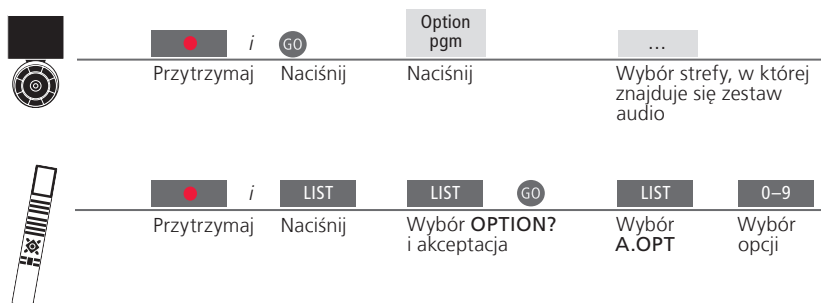 Option
pgm
i GO
...
Przytrzymaj Naciśnij Naciśnij Wybór strefy, w której
znajduje się zestaw
audio
i LIST LIST GO LIST 0–9
Przytrzymaj Naciśnij Wybór OPTION? Wybór Wybór
i akceptacja A.OPT opcji